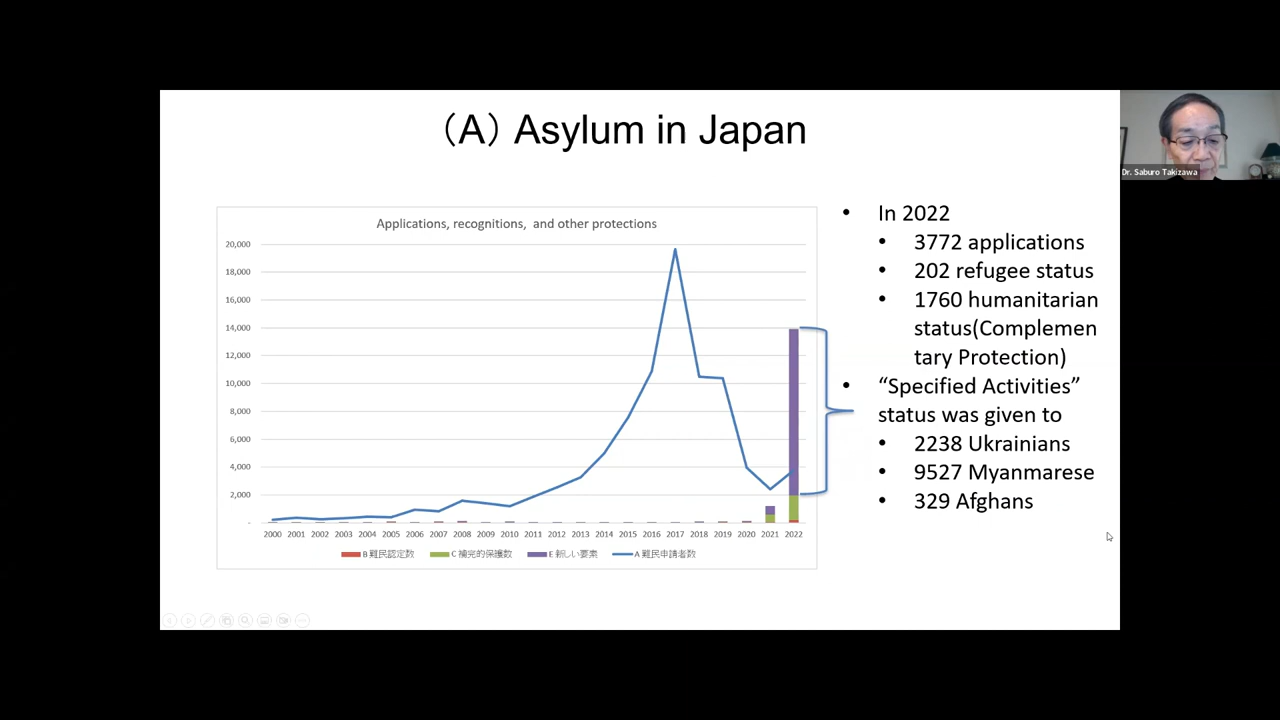 (A) Asylum in Japan
Dr. Saburo Takizawa
Applications, recognitions, and other protections
20,000
18,000
16,000
14,000
12,000
10,000
8,000
6,000
4,000
2,000
-
2000 2001 2002 2003 2004 2005 2006 2007 2008 2009 2010 2011 2012 2013 2014 2015 2016 2017 2018 2019 2020 2021 2022
B 難民認定数 C 補完的保護数 E 新しい要素 A 難民申請者数
• In 2022
• 3772 applications
• 202 refugee status
• 1760 humanitarian
status(Complemen
tary Protection)
• “Specified Activities”
status was given to
• 2238 Ukrainians
• 9527 Myanmarese
• 329 Afghans